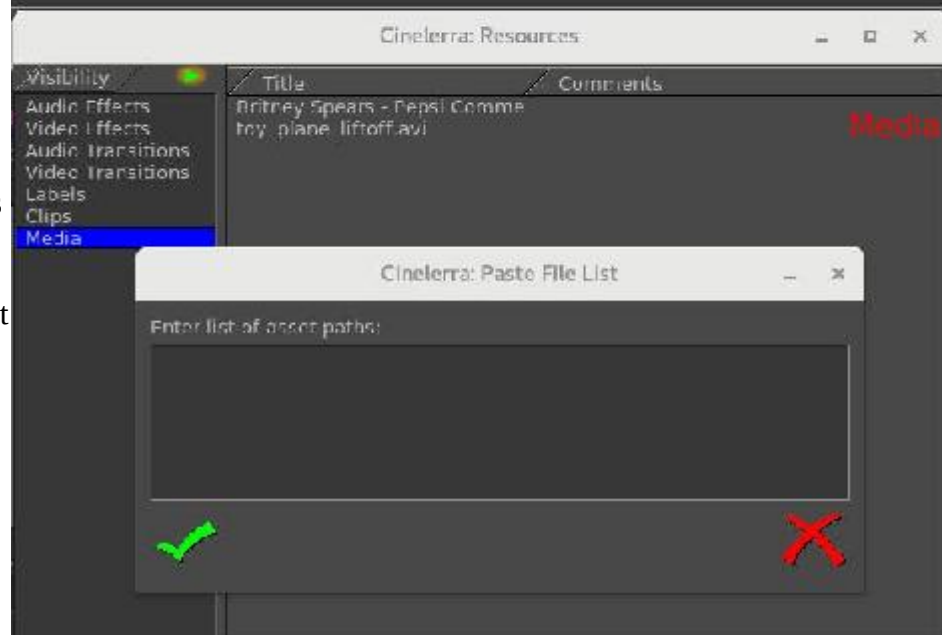 Cinelerra: Resources
Visibility
Title
Comments
Audio Effects
Video Effects
Audio Transitions
Video Transitions
Labels
Clips
Media
Britney Spears - Pepsi Comme
toy_plane_liftoff.avi
Media
Cinelerra: Paste File List
Enter list of asset paths: